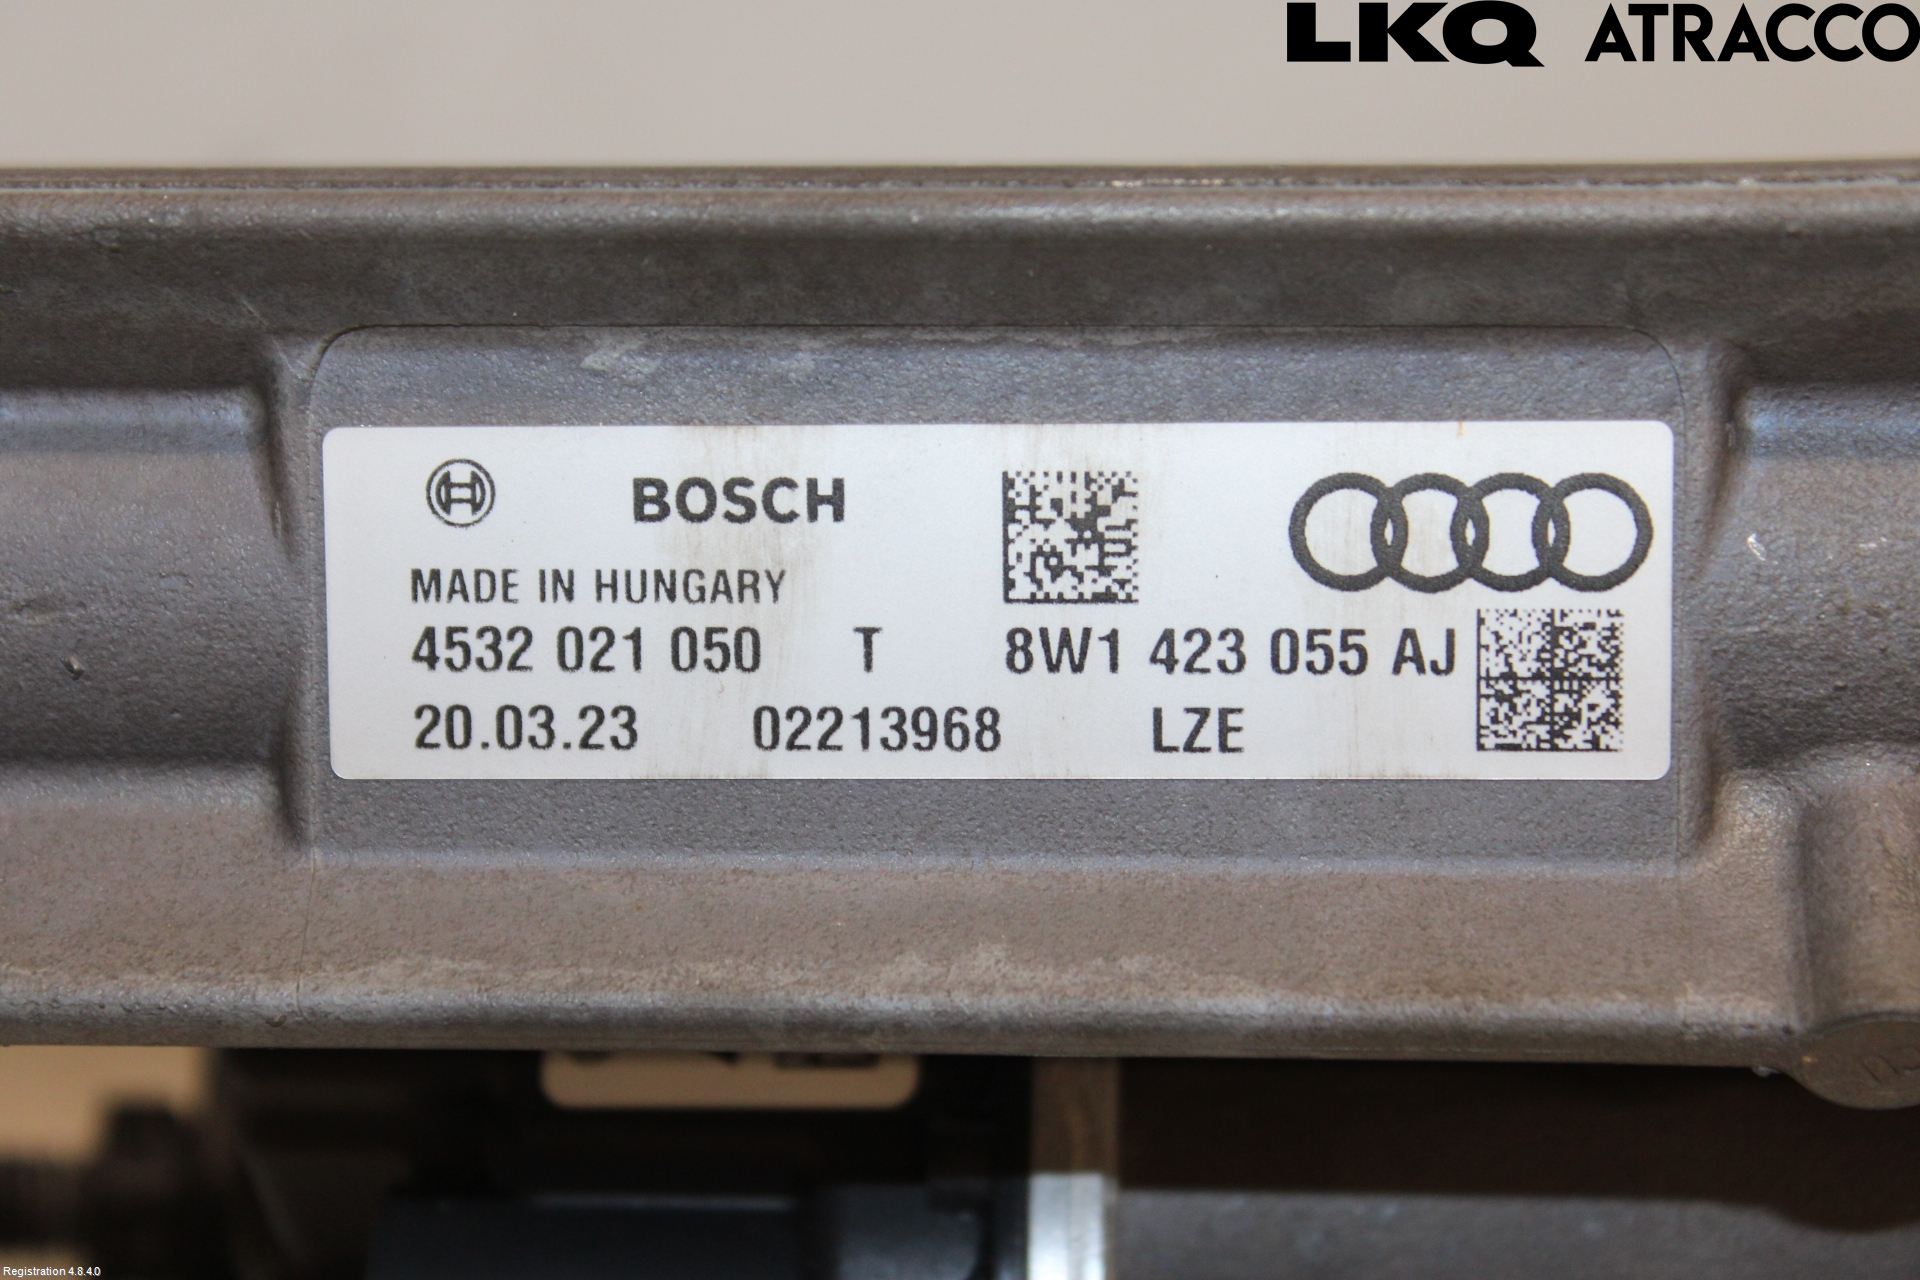 LKQ ATRACCO
BOSCH
MADE IN HUNGARY
4532 021 050 T 8W1 423 055 AJ
20.03.23 02213968 LZE
Registration 4.8.4.0